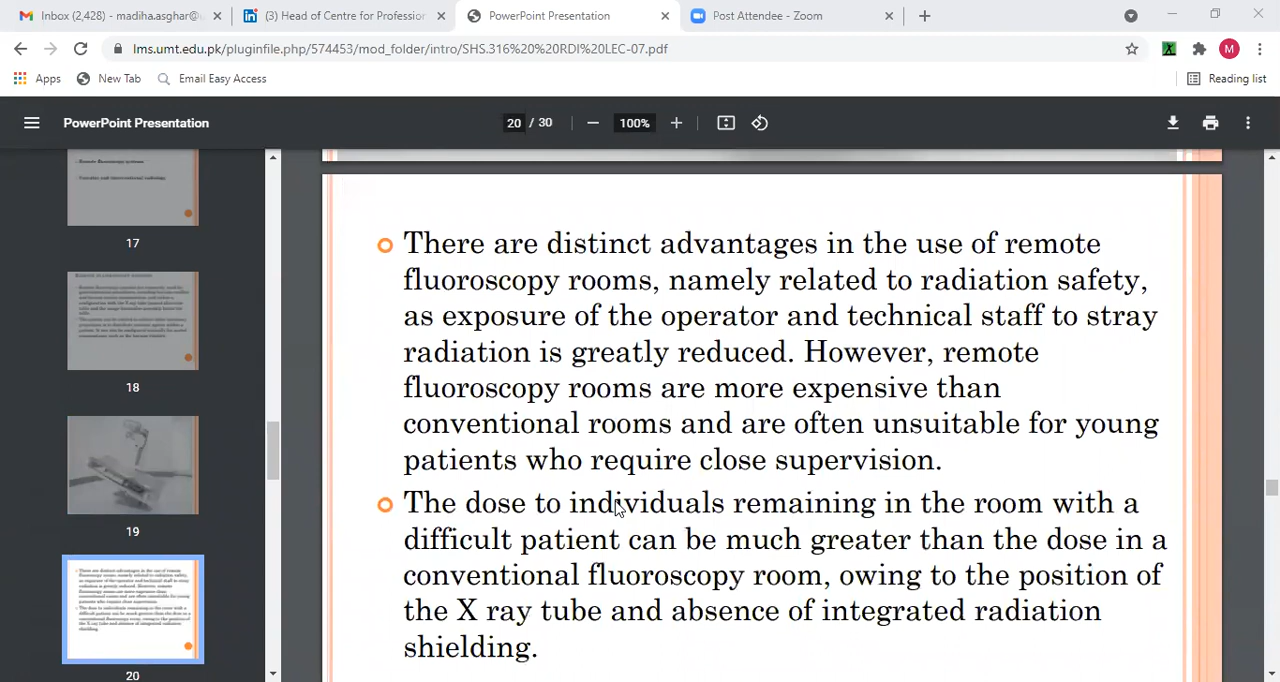 Inbox (2,428) - madiha.asghar@u
(3) Head of Centre for Profession
PowerPoint Presentation
Post Attendee - Zoom
lms.umt.edu.pk/pluginfile.php/574453/mod_folder/intro/SHS.316%20%20RDI%20LEC-07.pdf
M
Apps
New Tab
Email Easy Access
Reading list
PowerPoint Presentation
20 / 30
100%
17
18
19
20
There are distinct advantages in the use of remote
fluoroscopy rooms, namely related to radiation safety,
as exposure of the operator and technical staff to stray
radiation is greatly reduced. However, remote
fluoroscopy rooms are more expensive than
conventional rooms and are often unsuitable for young
patients who require close supervision.
The dose to individuals remaining in the room with a
difficult patient can be much greater than the dose in a
conventional fluoroscopy room, owing to the position of
the X ray tube and absence of integrated radiation
shielding.